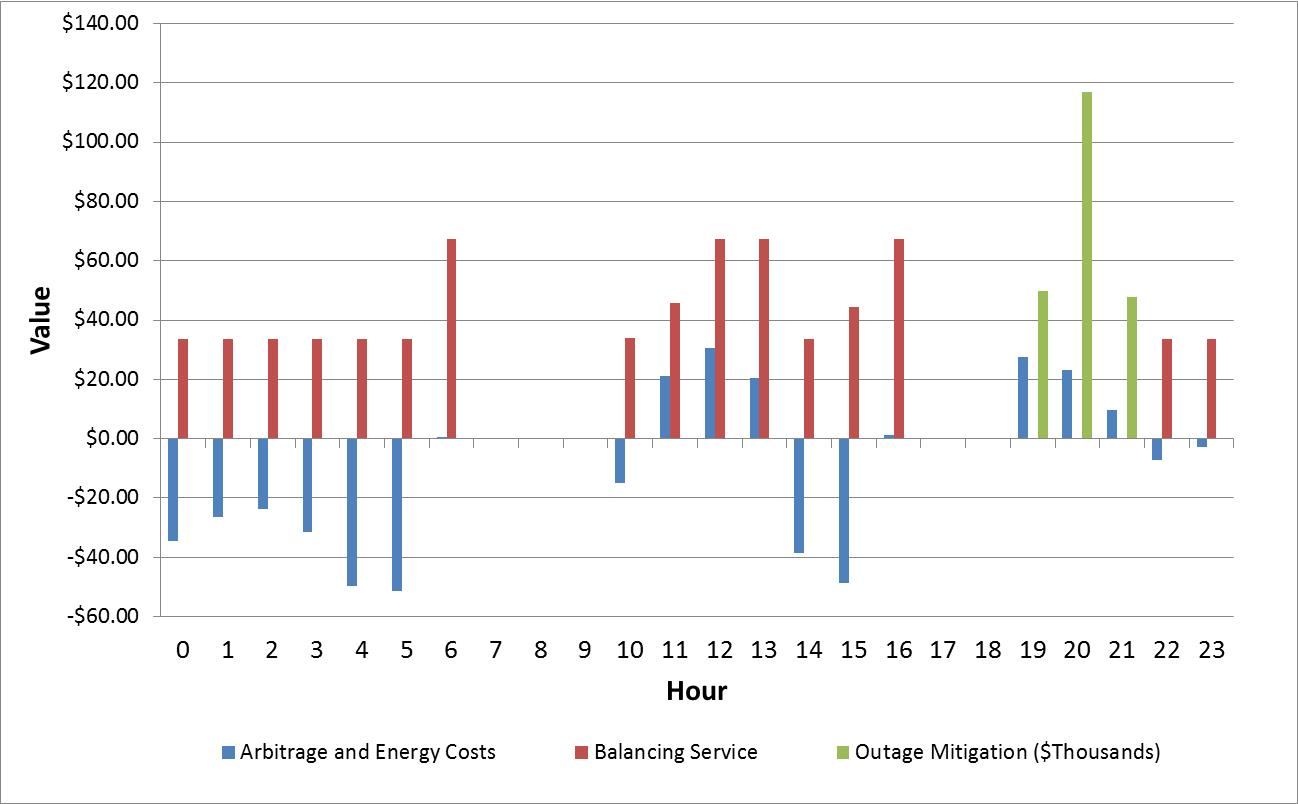 $140.00
$120.00
$100.00
$80.00
$60.00
$40.00
$20.00
$0.00
-$20.00
-$40.00
-$60.00
Value
0 1 2 3 4 5 6 7 8 9 10 11 12 13 14 15 16 17 18 19 20 21 22 23
Hour
Arbitrage and Energy Costs Balancing Service Outage Mitigation ($Thousands)